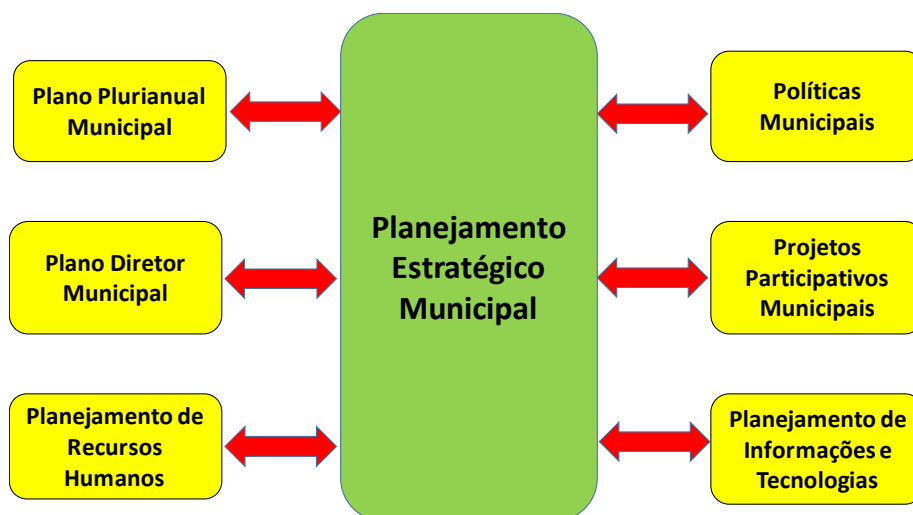 Plano Plurianual
Municipal
Plano Diretor
Municipal
Planejamento de
Recursos
Humanos
Planejamento
Estratégico
Municipal
Políticas
Municipais
Projetos
Participativos
Municipais
Planejamento de
Informações e
Tecnologias